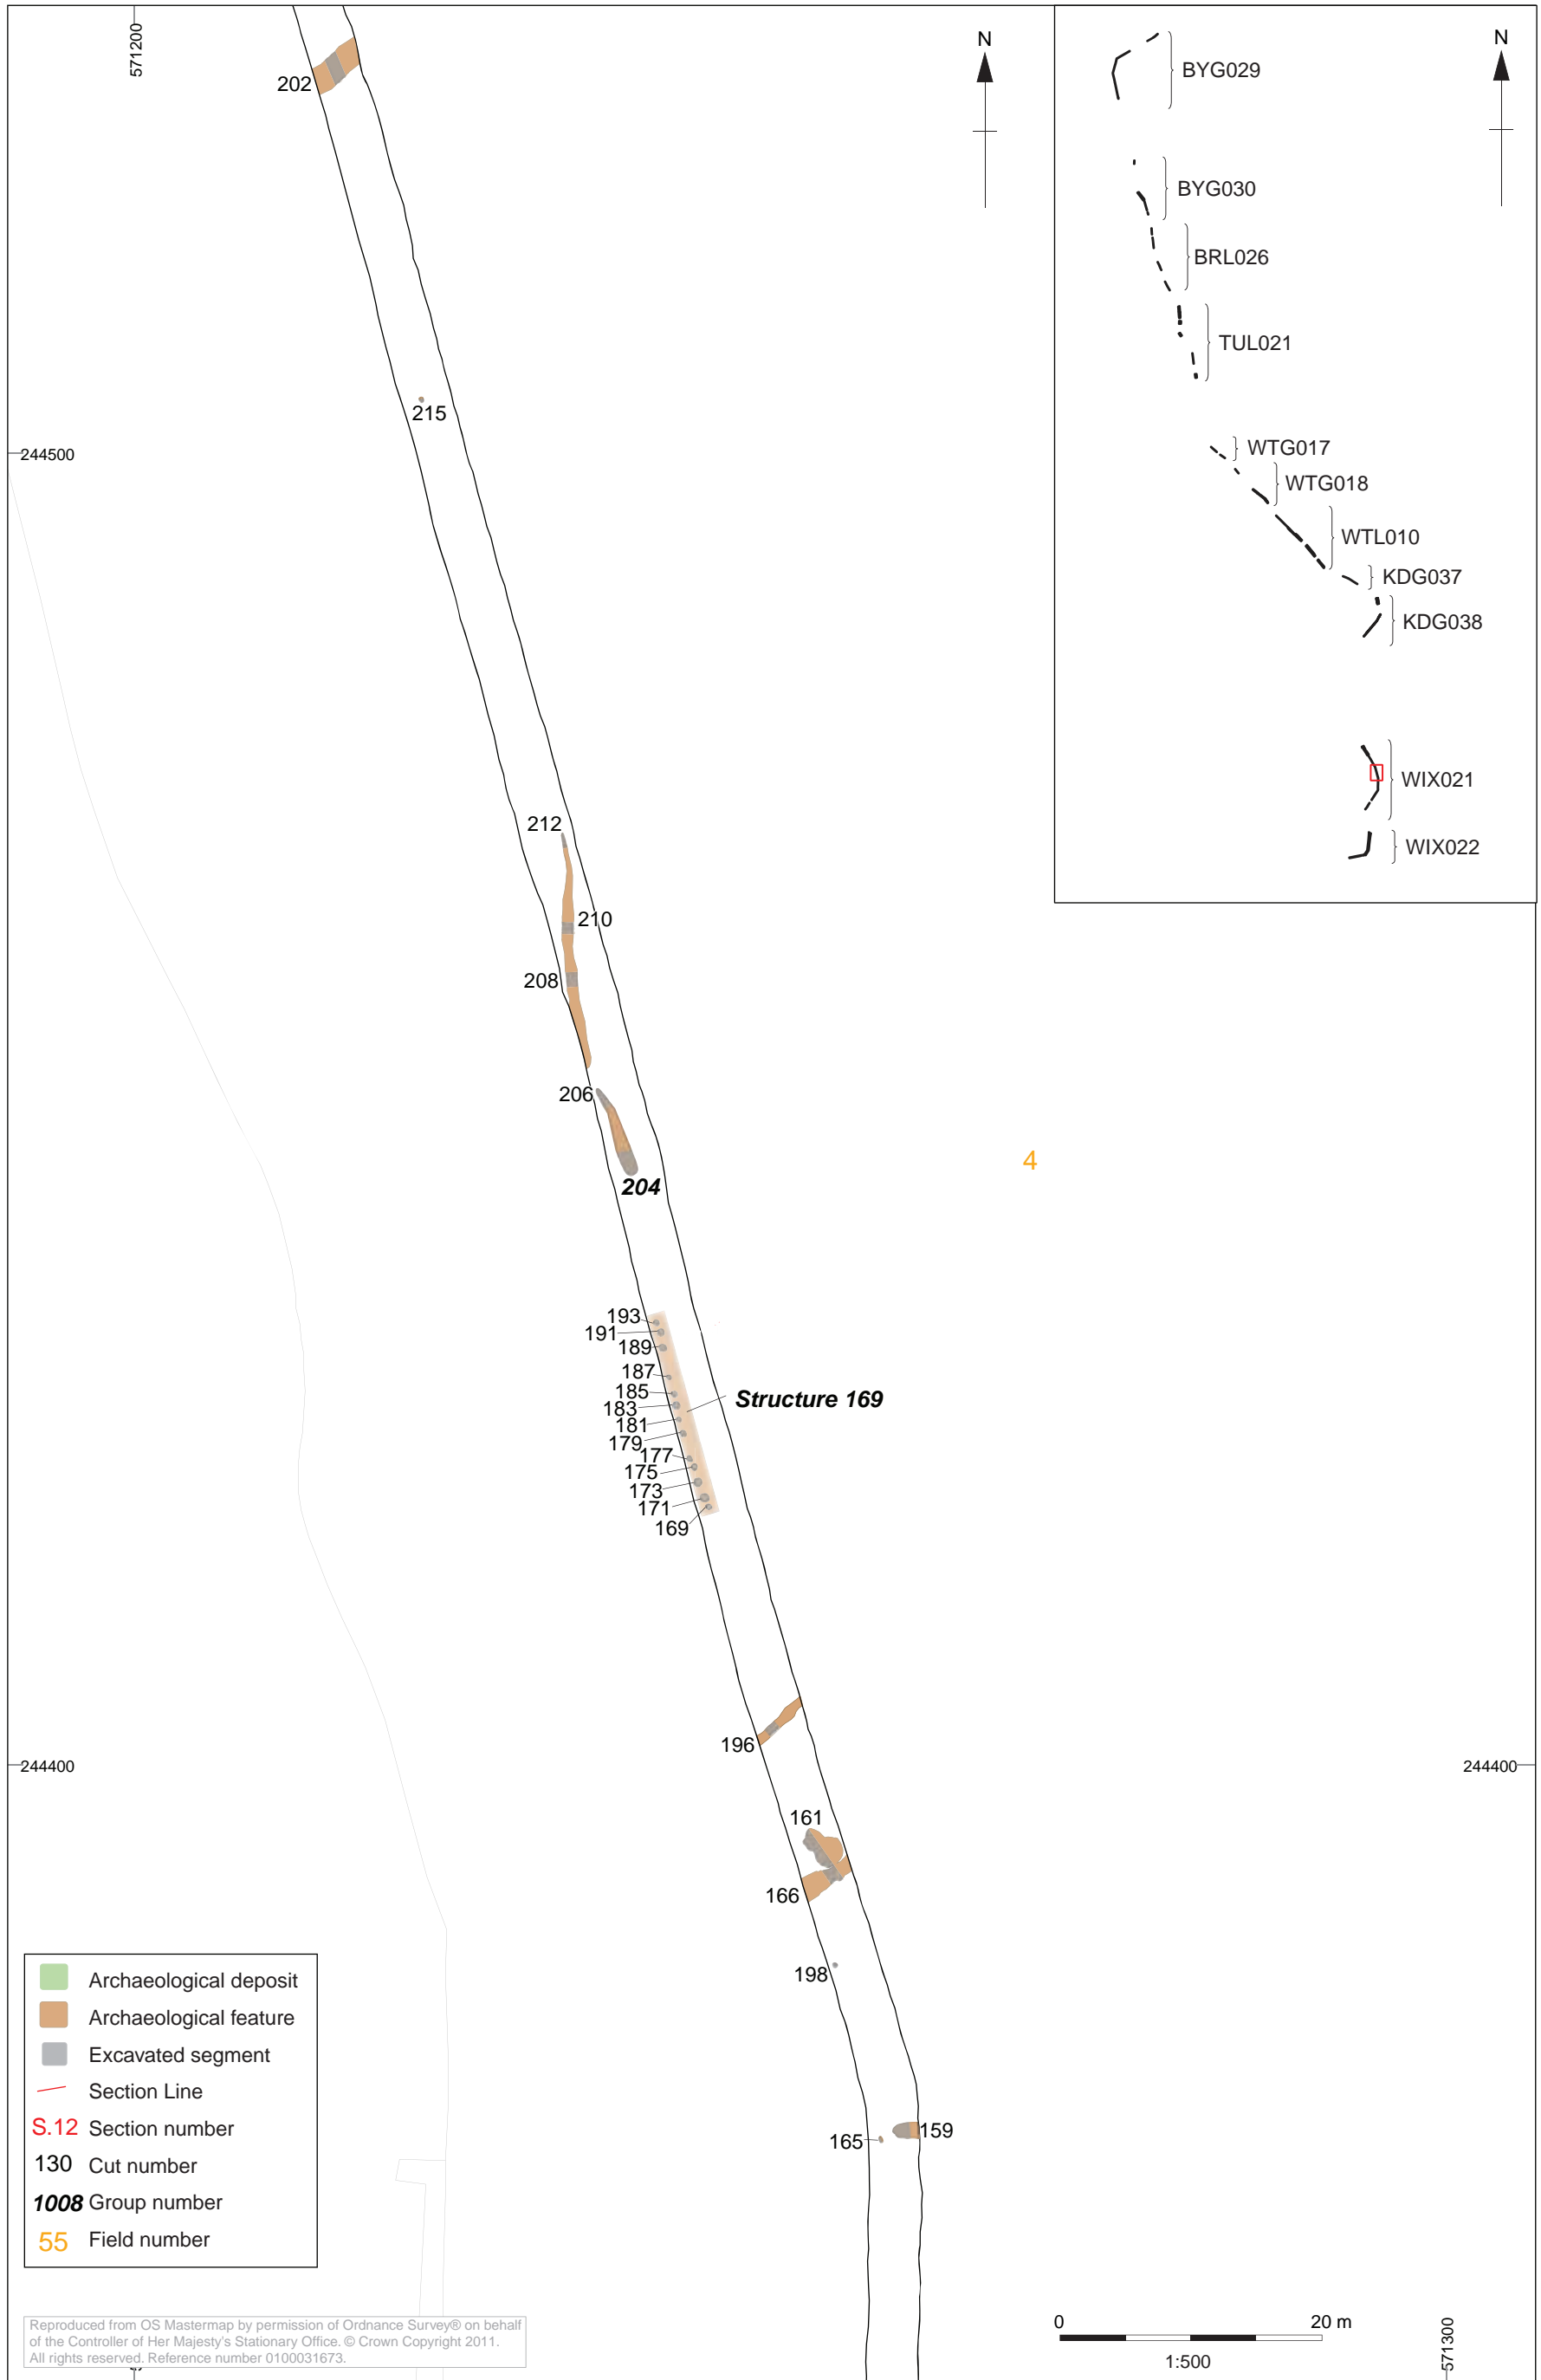 571200
202
N
N
BYG029
BYG030
BRL026
TUL021
WTG017
WTG018
WTL010
KDG037
KDG038
WIX021
WIX022
215
244500
212
210
208
206
204
4
193
191
189
187
185
183
181
179
177
175
173
171
169
Structure 169
196
244400
244400
161
166
198
165
159
Archaeological deposit
Archaeological feature
Excavated segment
Section Line
S.12 Section number
130 Cut number
1008 Group number
55 Field number
Reproduced from OS Mastermap by permission of Ordnance Survey® on behalf
of the Controller of Her Majesty's Stationary Office. © Crown Copyright 2011.
All rights reserved. Reference number 0100031673.
0 20 m
1:500
571300